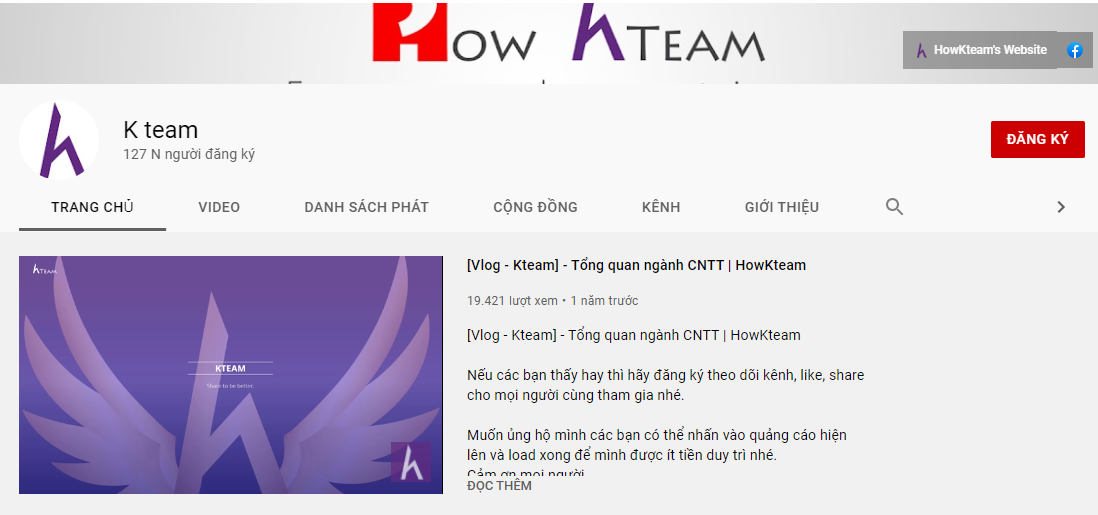 HOW KTEAM
HowKteam's Website
K team
127 N người đăng ký
ĐĂNG KÝ
TRANG CHỦ VIDEO DANH SÁCH PHÁT CỘNG ĐỒNG KÊNH GIỚI THIỆU
KTEAM
KTEAM
Share to be better.
[Vlog - Kteam] - Tổng quan ngành CNTT | HowKteam
19.421 lượt xem • 1 năm trước
[Vlog - Kteam] - Tổng quan ngành CNTT | HowKteam
Nếu các bạn thấy hay thì hãy đăng ký theo dõi kênh, like, share
cho mọi người cùng tham gia nhé.
Muốn ủng hộ mình các bạn có thể nhấn vào quảng cáo hiện
lên và load xong để mình được ít tiền duy trì nhé.
Cảm ơn mọi người
ĐỌC THÊM